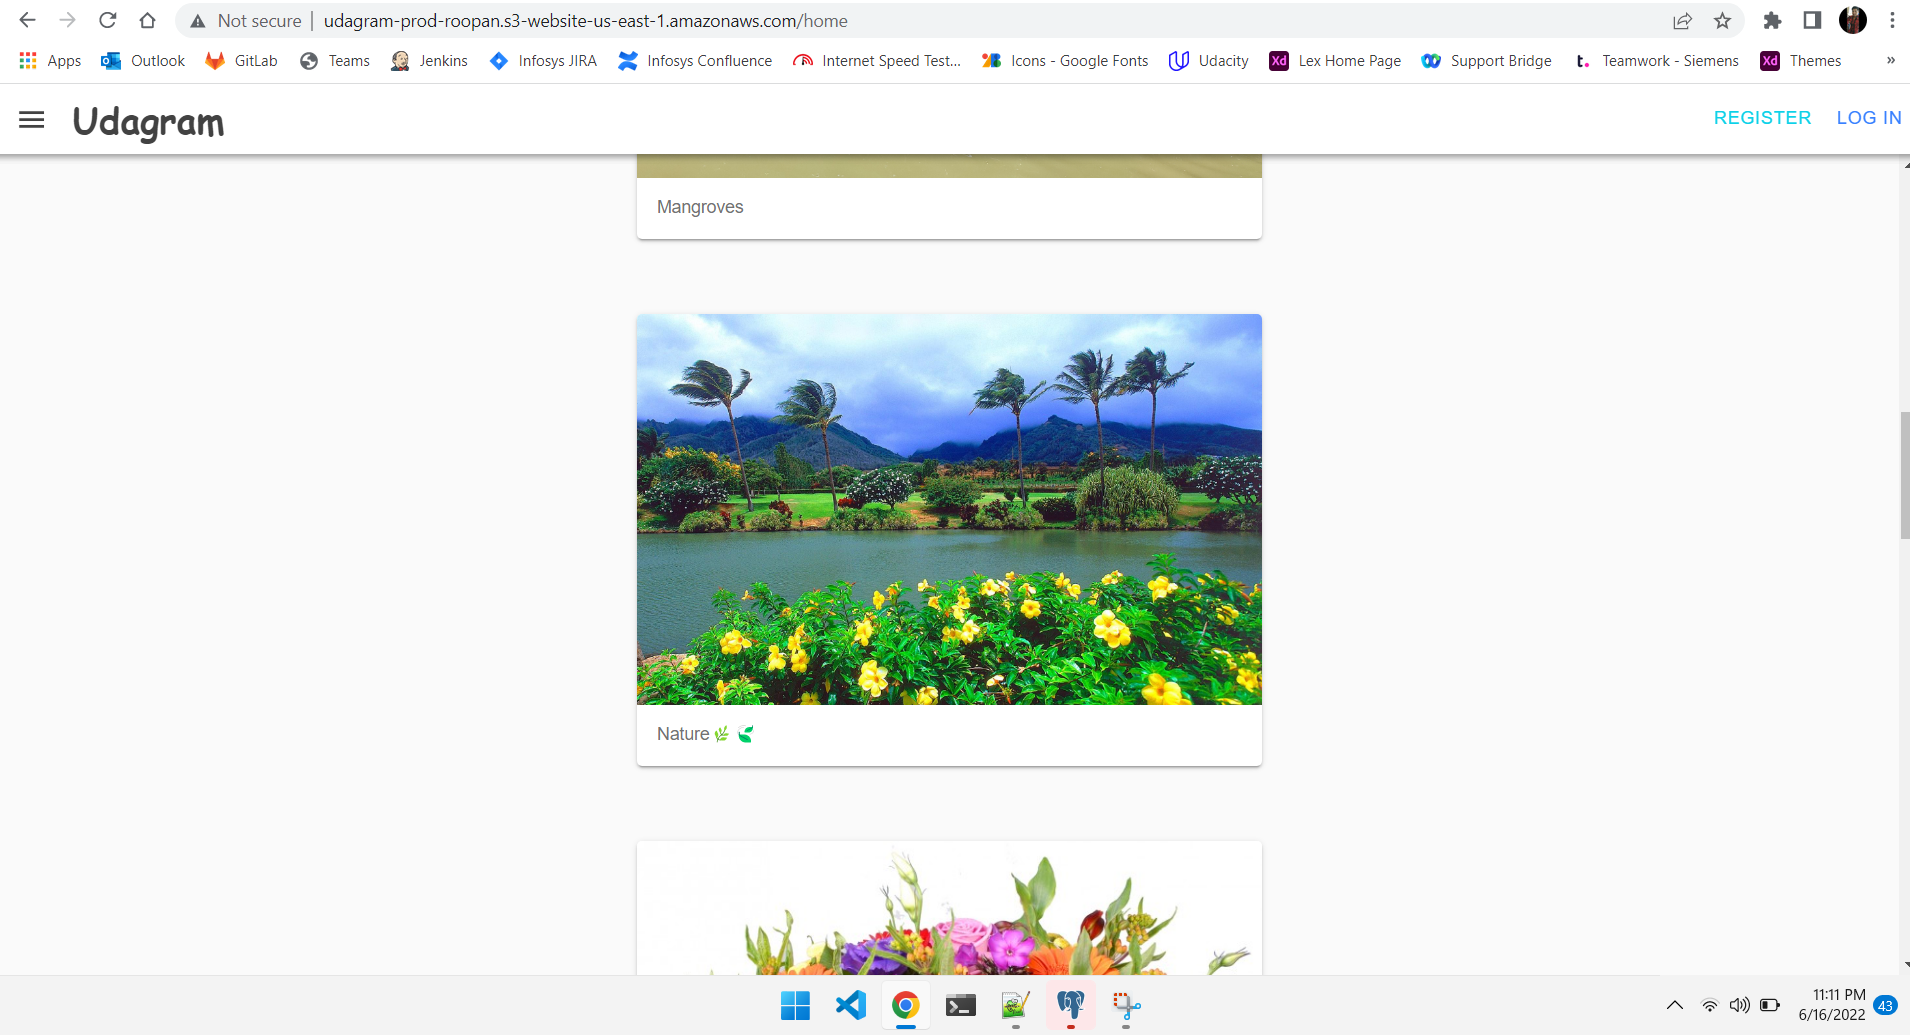 Not secure | udagram-prod-roopan.s3-website-us-east-1.amazonaws.com/home
Apps Outlook GitLab Teams Jenkins Infosys JIRA Infosys Confluence Internet Speed Test... Icons - Google Fonts Udacity Xd Lex Home Page Support Bridge t. Teamwork - Siemens Xd Themes »
Udagram REGISTER LOG IN
Mangroves
Nature 🌿 🍃
11:11 PM
6/16/2022 43